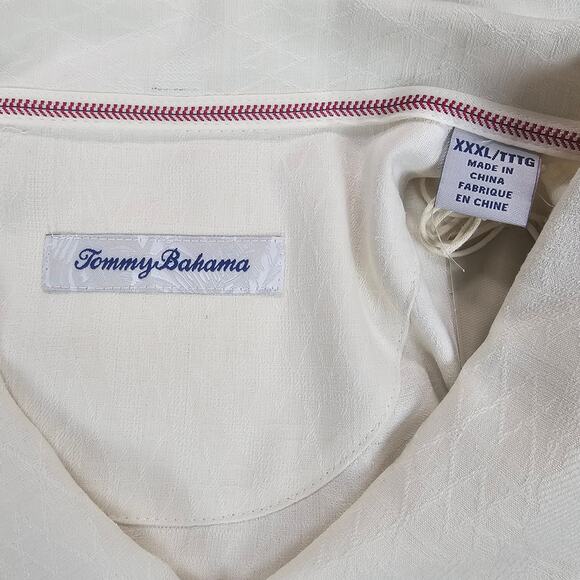 Tommy Bahama
XXXL/TTTG
MADE IN
CHINA
FABRIQUE
EN CHINE